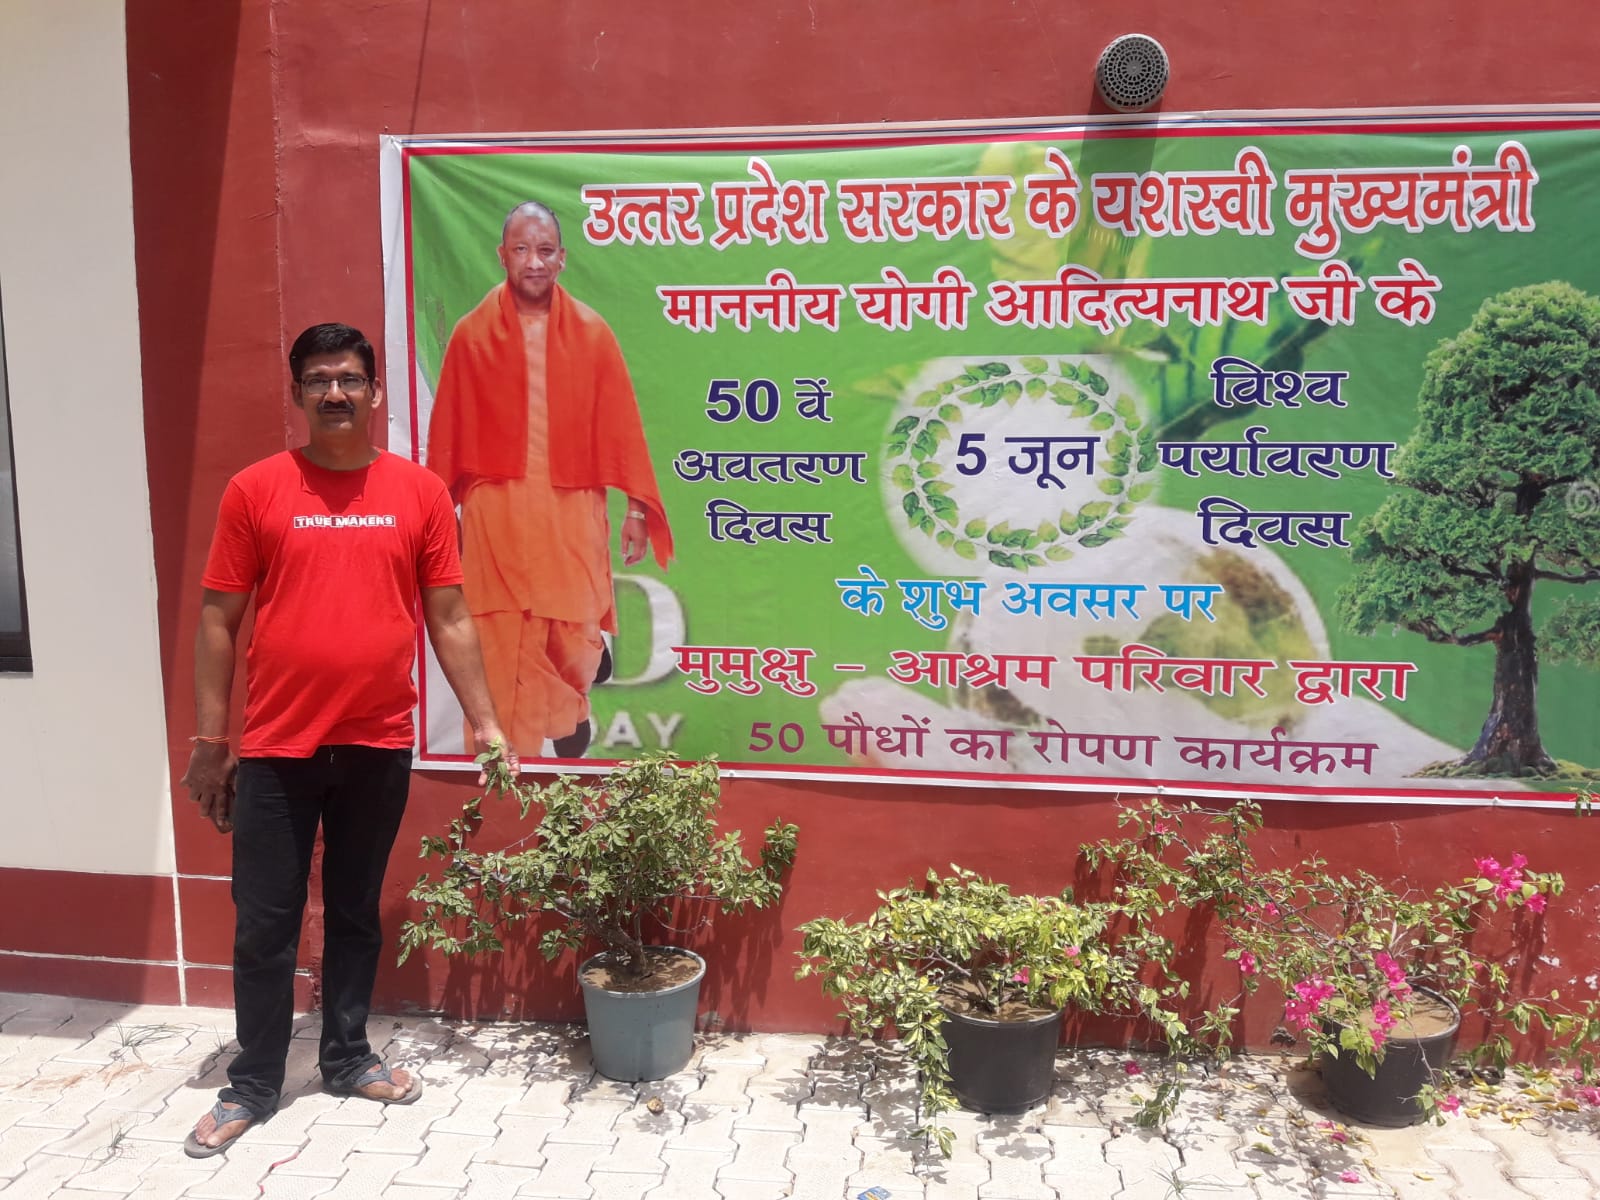 उत्तर प्रदेश सरकार के यशस्वी मुख्यमंत्री
माननीय योगी आदित्यनाथ जी के
50 वें
अवतरण
दिवस
5 जून
विश्व
पर्यावरण
दिवस
के शुभ अवसर पर
मुमुक्षु – आश्रम परिवार द्वारा
50 पौधों का रोपण कार्यक्रम
DAY
TRUE MAKERS